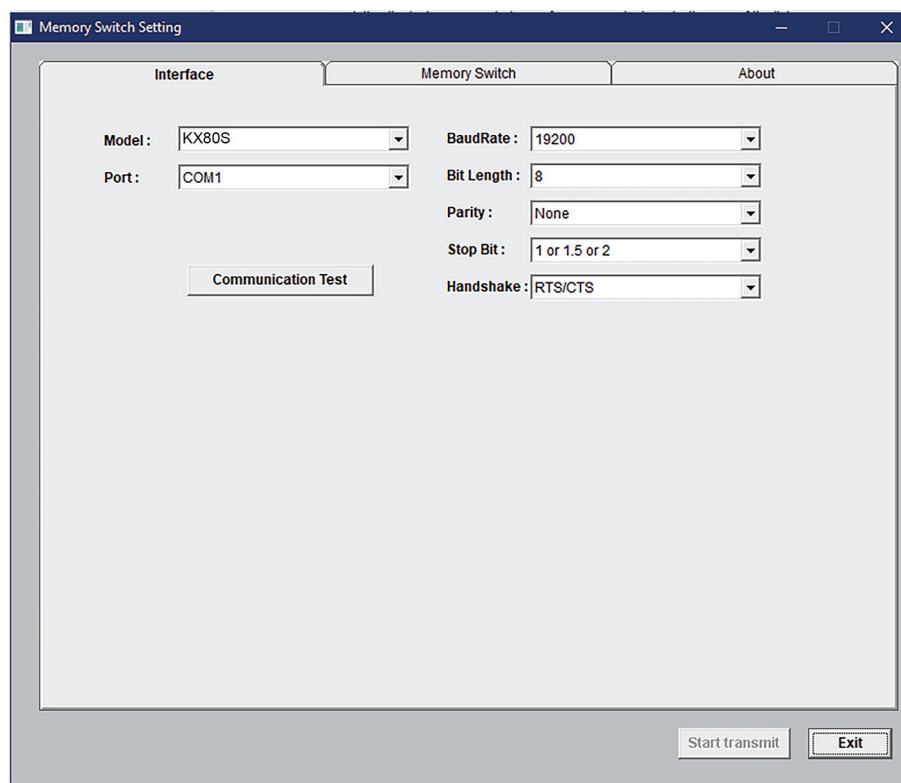 Memory Switch Setting
Interface Memory Switch About
Model : KX80S BaudRate : 19200
Port : COM1 Bit Length : 8
Parity : None
Stop Bit : 1 or 1.5 or 2
Communication Test
Handshake : RTS/CTS
Start transmit Exit